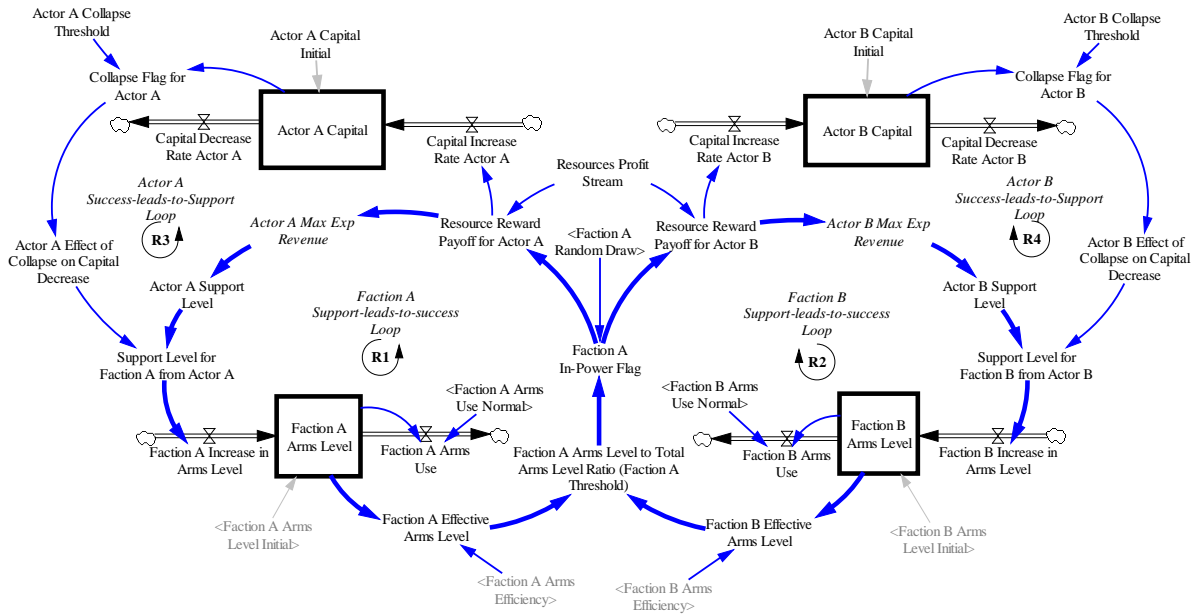 Actor A Collapse
Threshold
Actor A Capital
Initial
Actor B Capital
Initial
Actor B Collapse
Threshold
Collapse Flag for
Actor A
Collapse Flag for
Actor B
Actor A Capital
Actor B Capital
Capital Decrease
Rate Actor A
Capital Increase
Rate Actor A
Capital Increase
Rate Actor B
Capital Decrease
Rate Actor B
Resources Profit
Stream
Actor A
Success-leads-to-Support
Loop
R3
Actor B
Success-leads-to-Support
Loop
R4
Actor A Max Exp
Revenue
Resource Reward
Payoff for Actor A
<Faction A
Random Draw>
Resource Reward
Payoff for Actor B
Actor B Max Exp
Revenue
Actor A Effect of
Collapse on Capital
Decrease
Actor B Effect of
Collapse on Capital
Decrease
Actor A Support
Level
Actor B Support
Level
Faction A
Support-leads-to-success
Loop
R1
Faction B
Support-leads-to-success
Loop
R2
Support Level for
Faction A from Actor A
Faction A
In-Power Flag
Support Level for
Faction B from Actor B
<Faction A Arms
Use Normal>
<Faction B Arms
Use Normal>
Faction A
Arms Level
Faction B
Arms Level
Faction A Increase in
Arms Level
Faction A Arms
Use
Faction A Arms Level to Total
Arms Level Ratio (Faction A
Threshold)
Faction B Arms
Use
Faction B Increase in
Arms Level
<Faction A Arms
Level Initial>
Faction A Effective
Arms Level
Faction B Effective
Arms Level
<Faction B Arms
Level Initial>
<Faction A Arms
Efficiency>
<Faction B Arms
Efficiency>